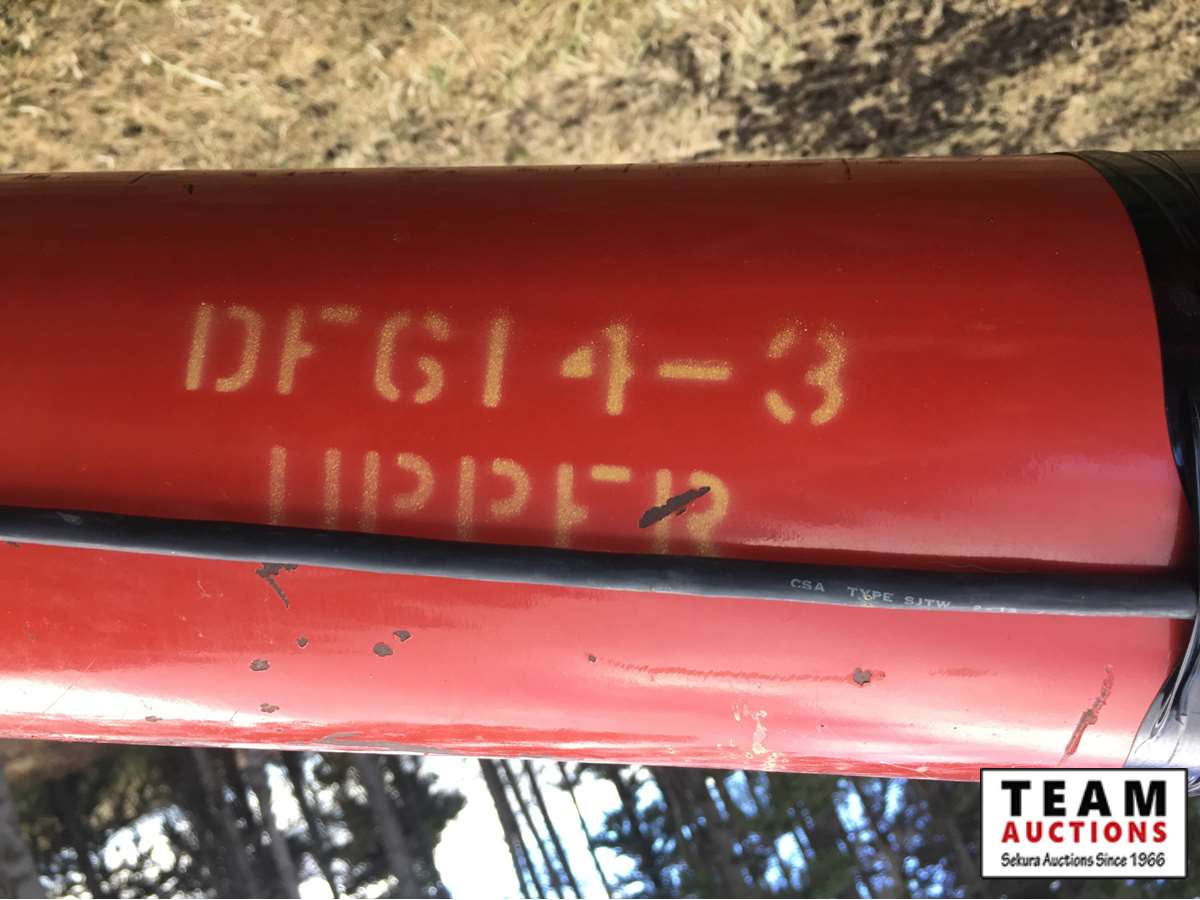 DFG14-3
UPPER
CSA TYPE SJTW
TEAM
AUCTIONS
Sekura Auctions Since 1966